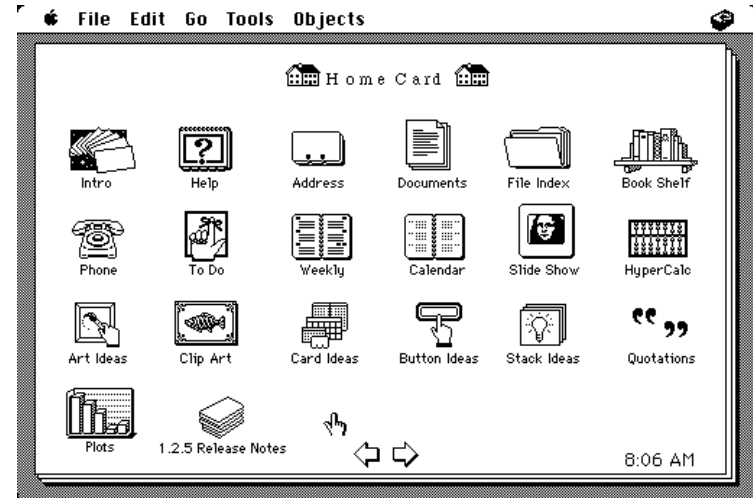 File Edit Go Tools Objects
Home Card
Intro Help Address Documents File Index Book Shelf
Phone To Do Weekly Calendar Slide Show HyperCalc
Art Ideas Clip Art Card Ideas Button Ideas Stack Ideas Quotations
Plots 1.2.5 Release Notes
8:06 AM